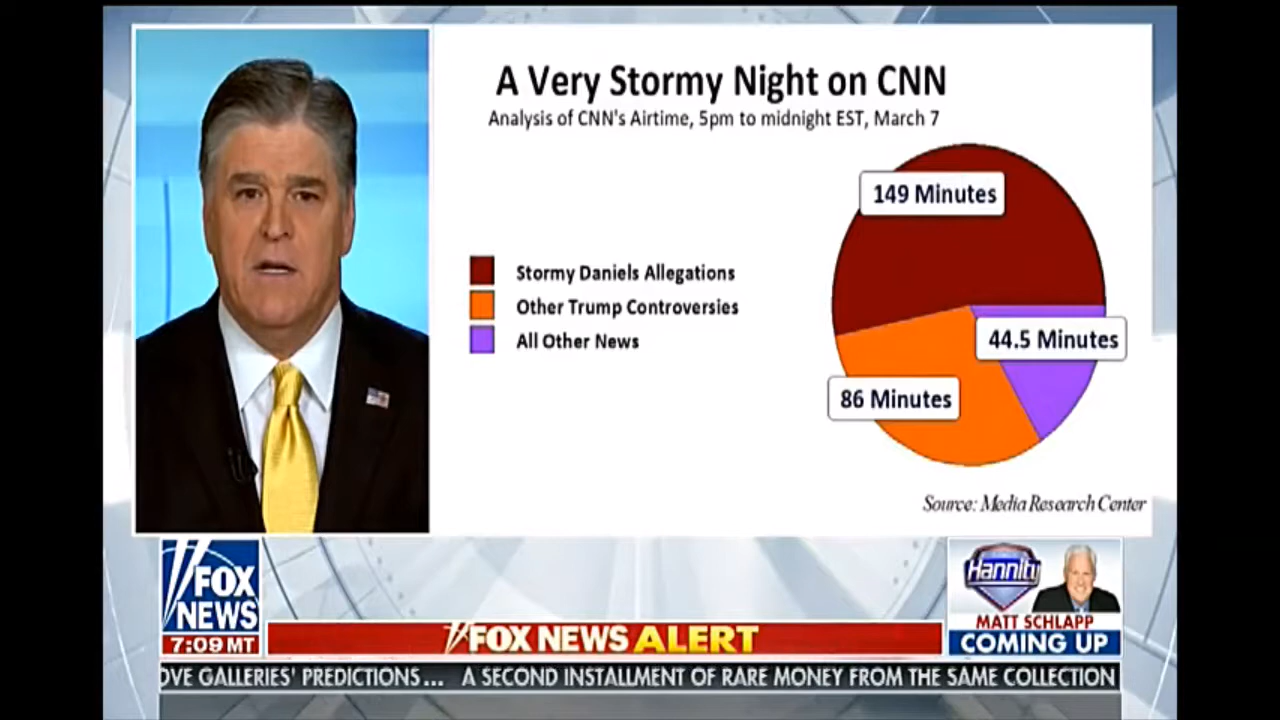 A Very Stormy Night on CNN
Analysis of CNN's Airtime, 5pm to midnight EST, March 7
149 Minutes
Stormy Daniels Allegations
Other Trump Controversies
All Other News
44.5 Minutes
86 Minutes
Source: Media Research Center
FOX
NEWS
7:09 MT
FOX NEWS ALERT
Hannity
MATT SCHLAPP
COMING UP
OVE GALLERIES' PREDICTIONS... A SECOND INSTALLMENT OF RARE MONEY FROM THE SAME COLLECTION